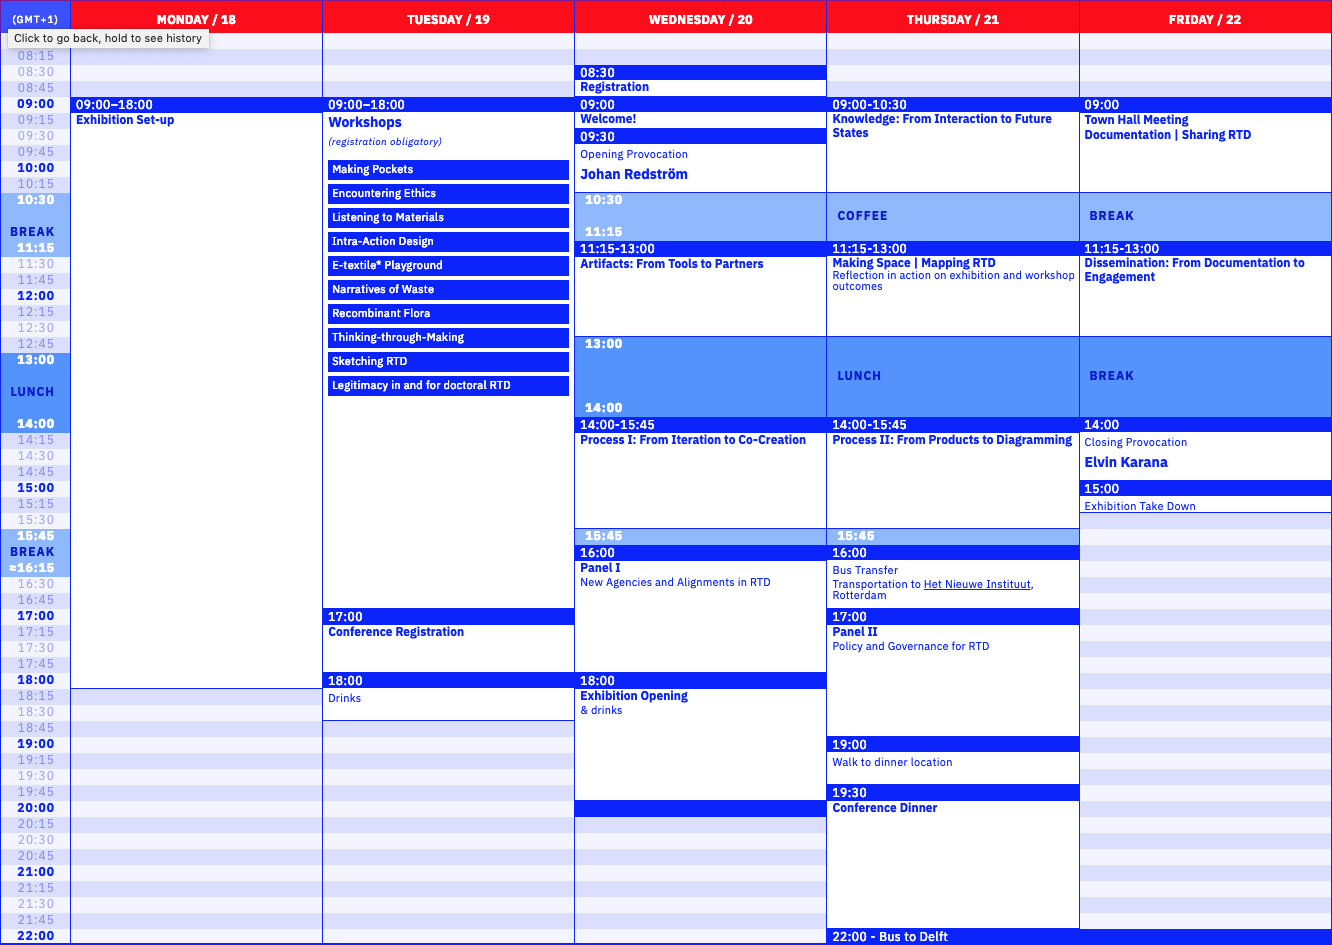 (GMT+1)
MONDAY / 18
TUESDAY / 19
WEDNESDAY / 20
THURSDAY / 21
FRIDAY / 22
Click to go back, hold to see history
08:15
08:30
08:45
09:00
09:15
09:30
09:45
10:00
10:15
10:30
BREAK
11:15
11:30
11:45
12:00
12:15
12:30
12:45
13:00
LUNCH
14:00
14:15
14:30
14:45
15:00
15:15
15:30
15:45
BREAK
≈16:15
16:30
16:45
17:00
17:15
17:30
17:45
18:00
18:15
18:30
18:45
19:00
19:15
19:30
19:45
20:00
20:15
20:30
20:45
21:00
21:15
21:30
21:45
22:00
09:00–18:00
Exhibition Set-up
09:00–18:00
Workshops
(registration obligatory)
Making Pockets
Encountering Ethics
Listening to Materials
Intra-Action Design
E-textile* Playground
Narratives of Waste
Recombinant Flora
Thinking-through-Making
Sketching RTD
Legitimacy in and for doctoral RTD
17:00
Conference Registration
18:00
Drinks
08:30
Registration
09:00
Welcome!
09:30
Opening Provocation
Johan Redström
10:30
11:15
11:15-13:00
Artifacts: From Tools to Partners
13:00
14:00
14:00-15:45
Process I: From Iteration to Co-Creation
15:45
16:00
Panel I
New Agencies and Alignments in RTD
18:00
Exhibition Opening
& drinks
09:00-10:30
Knowledge: From Interaction to Future
States
COFFEE
11:15-13:00
Making Space | Mapping RTD
Reflection in action on exhibition and workshop
outcomes
LUNCH
14:00-15:45
Process II: From Products to Diagramming
15:45
16:00
Bus Transfer
Transportation to Het Nieuwe Instituut,
Rotterdam
17:00
Panel II
Policy and Governance for RTD
19:00
Walk to dinner location
19:30
Conference Dinner
22:00 - Bus to Delft
09:00
Town Hall Meeting
Documentation | Sharing RTD
BREAK
11:15-13:00
Dissemination: From Documentation to
Engagement
BREAK
14:00
Closing Provocation
Elvin Karana
15:00
Exhibition Take Down